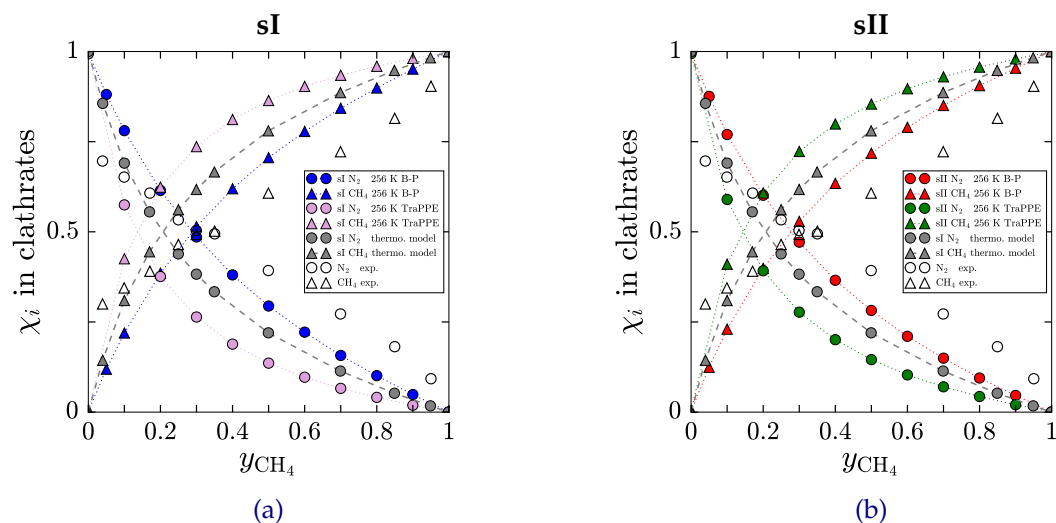 sI
1
0.5
0
χi in clathrates
0 0.2 0.4 0.6 0.8 1
yCH4
sI N2 256 K B-P
sI CH4 256 K B-P
sI N2 256 K TraPPE
sI CH4 256 K TraPPE
sI N2 thermo. model
sI CH4 thermo. model
N2 exp.
CH4 exp.
(a)
sII
1
0.5
0
χi in clathrates
0 0.2 0.4 0.6 0.8 1
yCH4
sII N2 256 K B-P
sII CH4 256 K B-P
sII N2 256 K TraPPE
sII CH4 256 K TraPPE
sI N2 thermo. model
sI CH4 thermo. model
N2 exp.
CH4 exp.
(b)